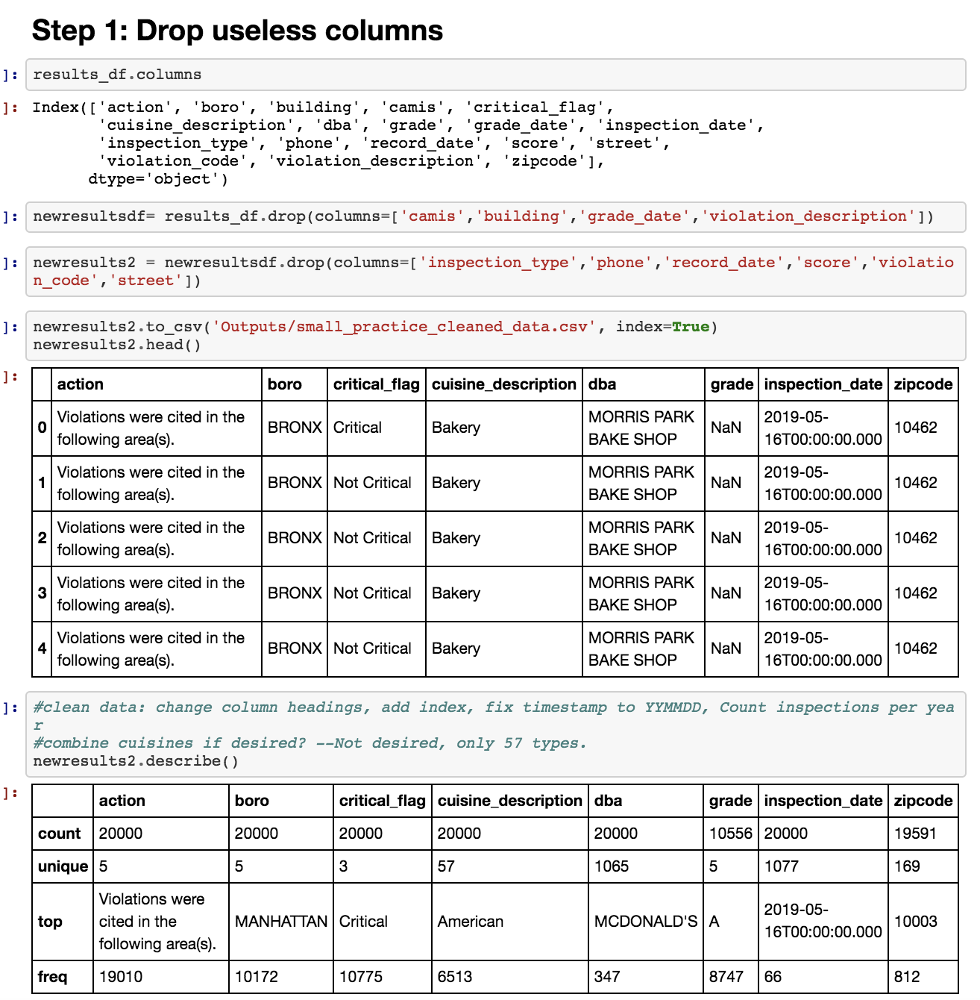 Step 1: Drop useless columns
]: results_df.columns
]: Index(['action', 'boro', 'building', 'camis', 'critical_flag',
'cuisine_description', 'dba', 'grade', 'grade_date', 'inspection_date',
'inspection_type', 'phone', 'record_date', 'score', 'street',
'violation_code', 'violation_description', 'zipcode'],
dtype='object')
]: newresultsdf= results_df.drop(columns=['camis','building','grade_date','violation_description'])
]: newresults2 = newresultsdf.drop(columns=['inspection_type','phone','record_date','score','violatio
n_code','street'])
]: newresults2.to_csv('Outputs/small_practice_cleaned_data.csv', index=True)
newresults2.head()
]:
action boro critical_flag cuisine_description dba grade inspection_date zipcode
0 Violations were cited in the following area(s). BRONX Critical Bakery MORRIS PARK BAKE SHOP NaN 2019-05-16T00:00:00.000 10462
1 Violations were cited in the following area(s). BRONX Not Critical Bakery MORRIS PARK BAKE SHOP NaN 2019-05-16T00:00:00.000 10462
2 Violations were cited in the following area(s). BRONX Not Critical Bakery MORRIS PARK BAKE SHOP NaN 2019-05-16T00:00:00.000 10462
3 Violations were cited in the following area(s). BRONX Not Critical Bakery MORRIS PARK BAKE SHOP NaN 2019-05-16T00:00:00.000 10462
4 Violations were cited in the following area(s). BRONX Not Critical Bakery MORRIS PARK BAKE SHOP NaN 2019-05-16T00:00:00.000 10462
]: #clean data: change column headings, add index, fix timestamp to YYMMDD, Count inspections per yea
r
#combine cuisines if desired? --Not desired, only 57 types.
newresults2.describe()
]:
action boro critical_flag cuisine_description dba grade inspection_date zipcode
count 20000 20000 20000 20000 20000 10556 20000 19591
unique 5 5 3 57 1065 5 1077 169
top Violations were cited in the following area(s). MANHATTAN Critical American MCDONALD'S A 2019-05-16T00:00:00.000 10003
freq 19010 10172 10775 6513 347 8747 66 812